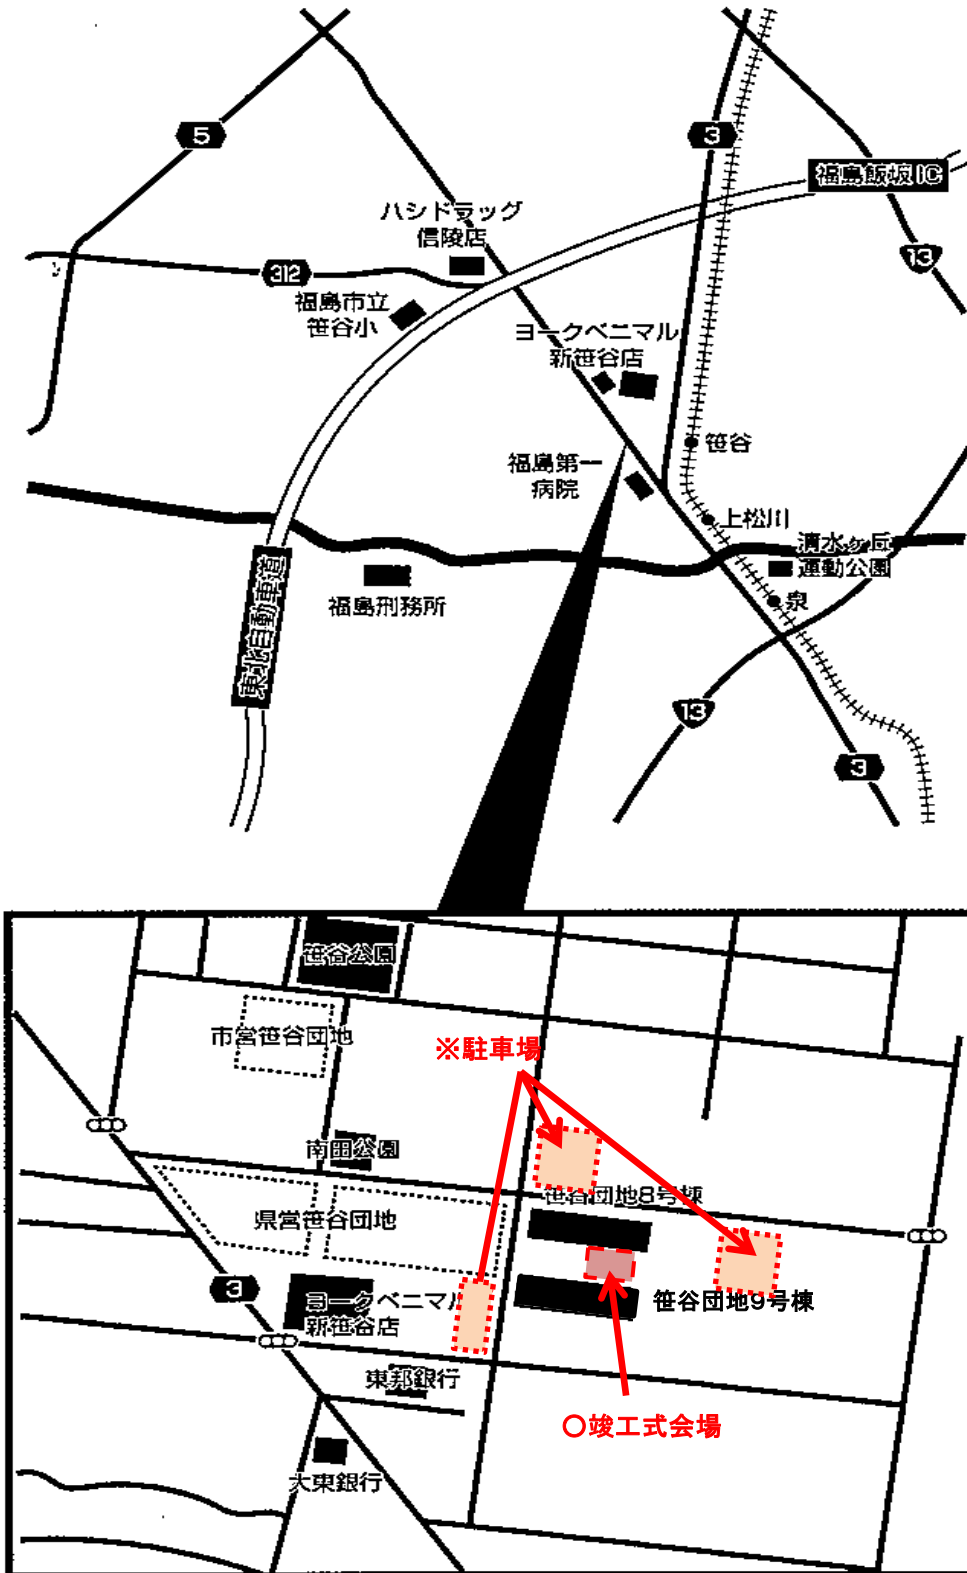 5
3
福島飯坂IC
ハシドラッグ
信陵店
13
312
福島市立
笹谷小
ヨークベニマル
新笹谷店
笹谷
福島第一
病院
上松川
清水ヶ丘
運動公園
東北自動車道
福島刑務所
泉
13
3
笹谷公園
市営笹谷団地
※駐車場
南田公園
笹谷団地8号棟
県営笹谷団地
3
ヨークベニマル
新笹谷店
笹谷団地9号棟
東邦銀行
○竣工式会場
大東銀行